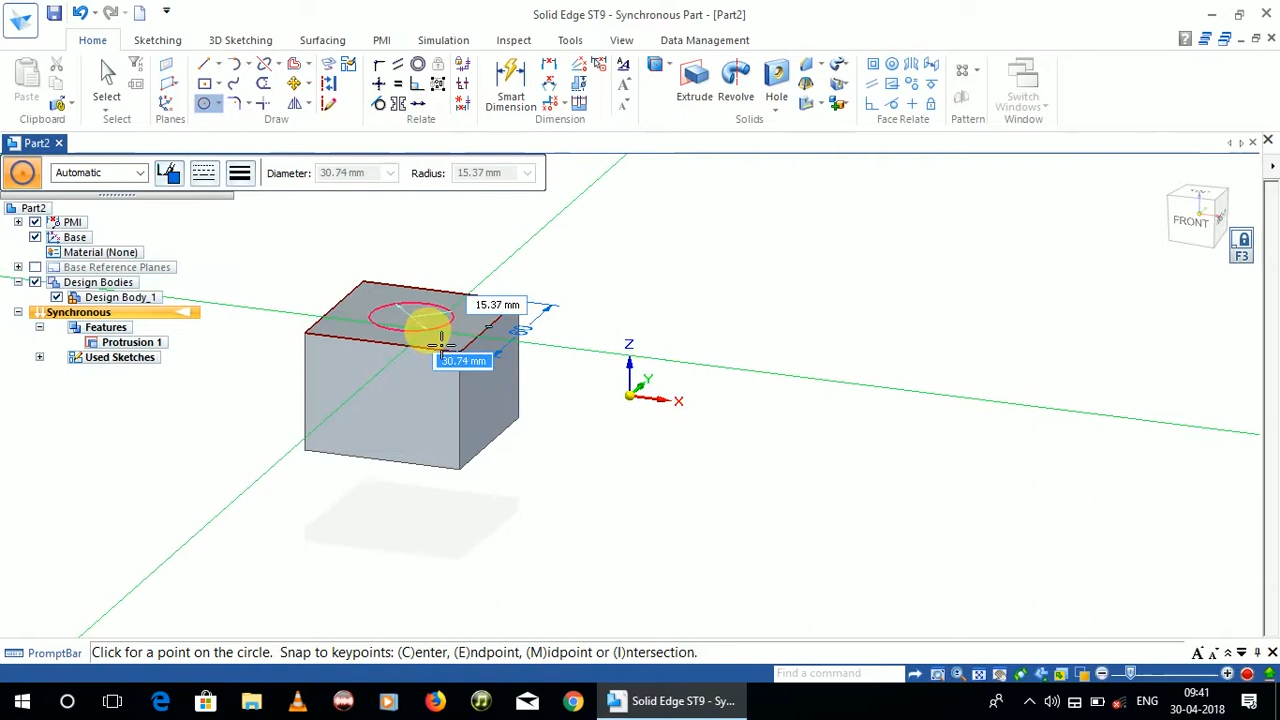 Solid Edge ST9 - Synchronous Part - [Part2]
Home Sketching 3D Sketching Surfacing PMI Simulation Inspect Tools View Data Management
Paste Select Smart Dimension Extrude Revolve Hole Switch Windows
Clipboard Select Planes Draw Relate Dimension Solids Face Relate Pattern Window
Part2
Automatic Diameter: 30.74 mm Radius: 15.37 mm
Part2
PMI
Base
Material (None)
Base Reference Planes
Design Bodies
Design Body_1
Synchronous
Features
Protrusion 1
Used Sketches
FRONT
F3
15.37 mm
30.74 mm
Z
Y
X
PromptBar Click for a point on the circle. Snap to keypoints: (C)enter, (E)ndpoint, (M)idpoint or (I)ntersection.
Find a command
Solid Edge ST9 - Sy... ENG 09:41
30-04-2018